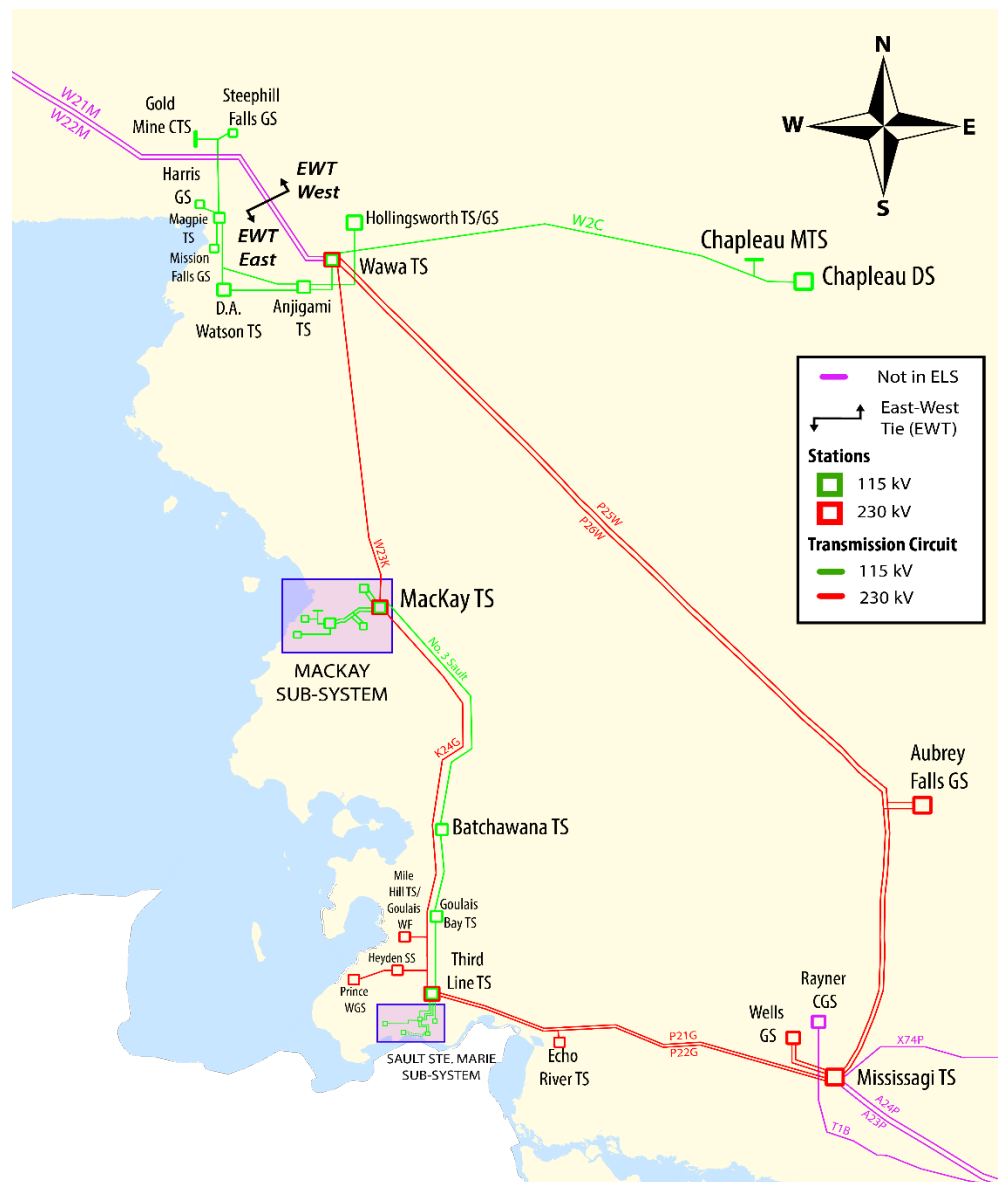 N
W
E
S
W21M
W22M
Gold
Mine CTS
Steephill
Falls GS
Harris
GS
Magpie
TS
Mission
Falls GS
EWT
West
EWT
East
Hollingsworth TS/GS
Wawa TS
D.A.
Watson TS
Anjigami
TS
W2C
Chapleau MTS
Chapleau DS
Not in ELS
East-West
Tie (EWT)
Stations
115 kV
230 kV
Transmission Circuit
115 kV
230 kV
P25W
P26W
W23K
MacKay TS
MACKAY
SUB-SYSTEM
No. 3 Sault
K24G
Batchawana TS
Aubrey
Falls GS
Mile
Hill TS/
Goulais
WF
Goulais
Bay TS
Heyden SS
Prince
WGS
Third
Line TS
SAULT STE. MARIE
SUB-SYSTEM
Echo
River TS
P21G
P22G
Wells
GS
Rayner
CGS
X74P
Mississagi TS
A24P
A23P
T1B